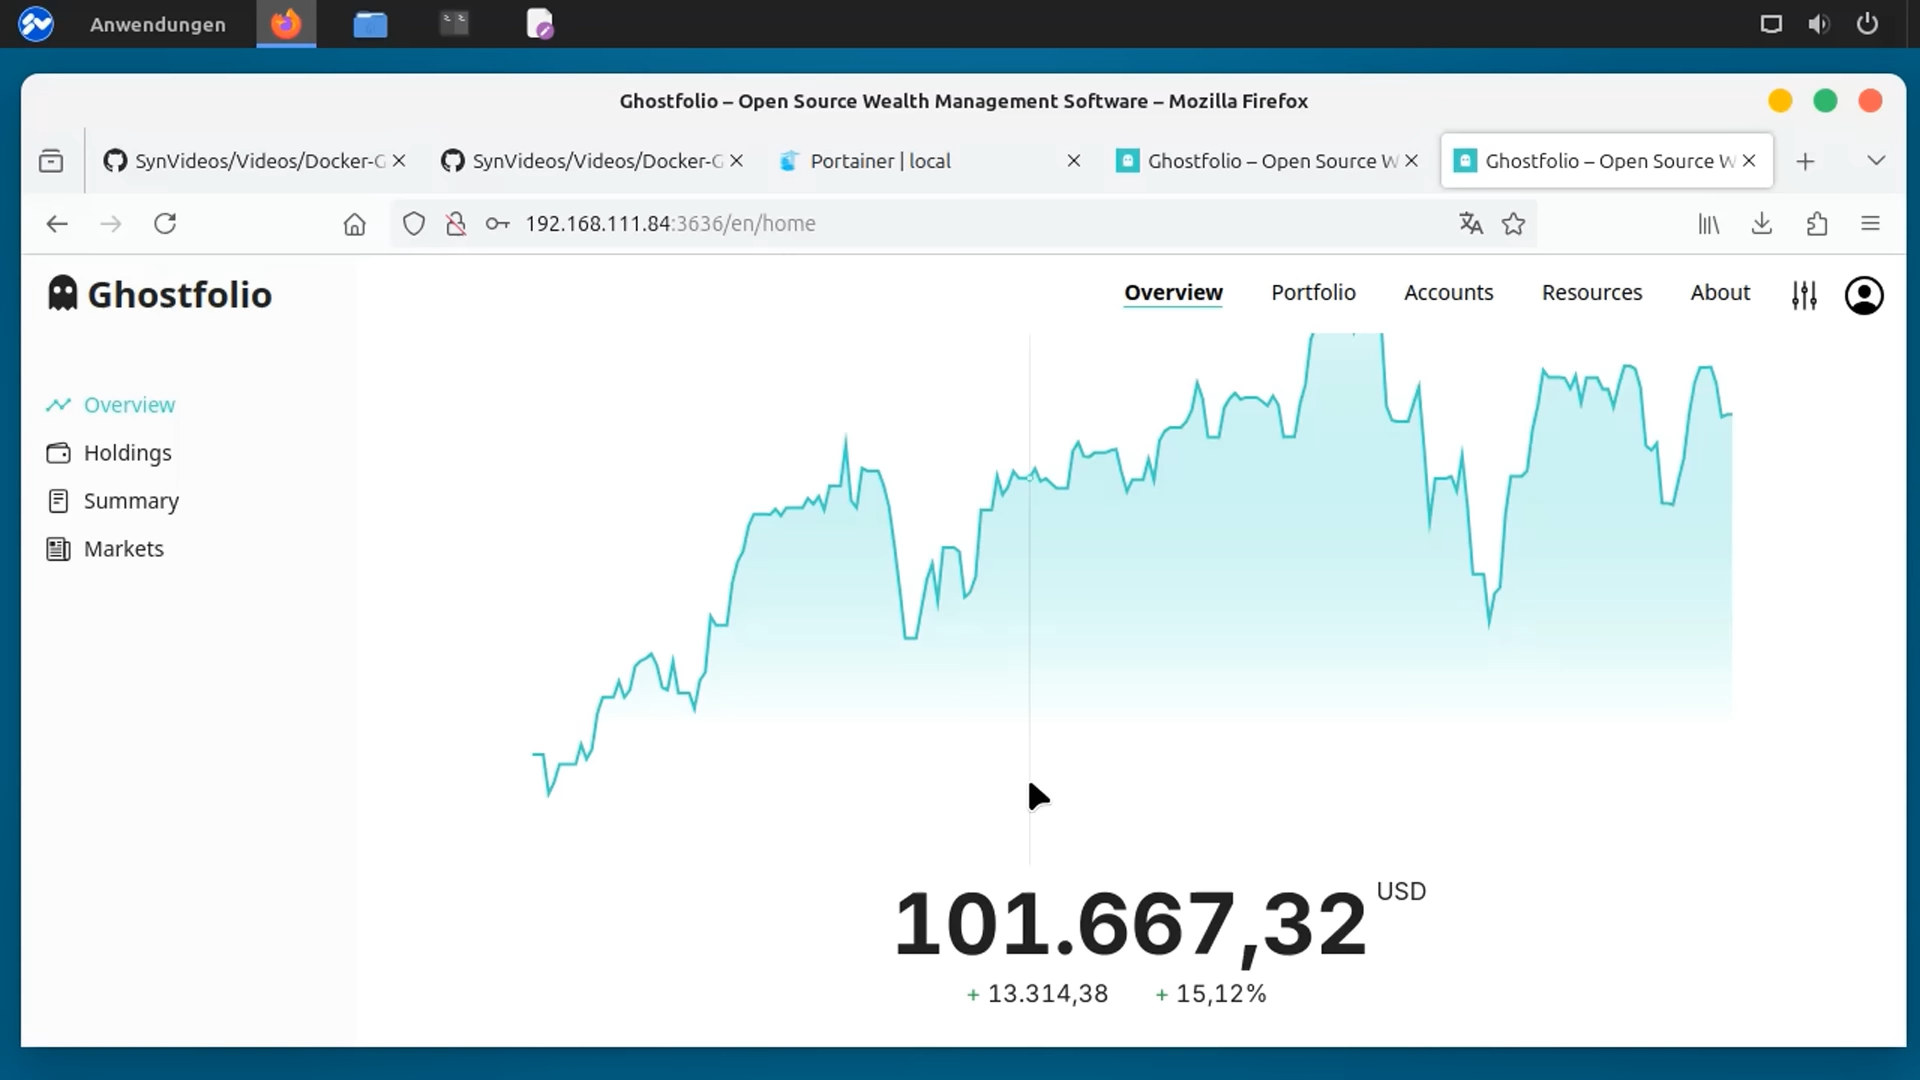 Anwendungen
Ghostfolio – Open Source Wealth Management Software – Mozilla Firefox
SynVideos/Videos/Docker-G
SynVideos/Videos/Docker-G
Portainer | local
Ghostfolio – Open Source W
Ghostfolio – Open Source W
192.168.111.84:3636/en/home
Ghostfolio
Overview
Portfolio
Accounts
Resources
About
Overview
Holdings
Summary
Markets
101.667,32 USD
+ 13.314,38 + 15,12%